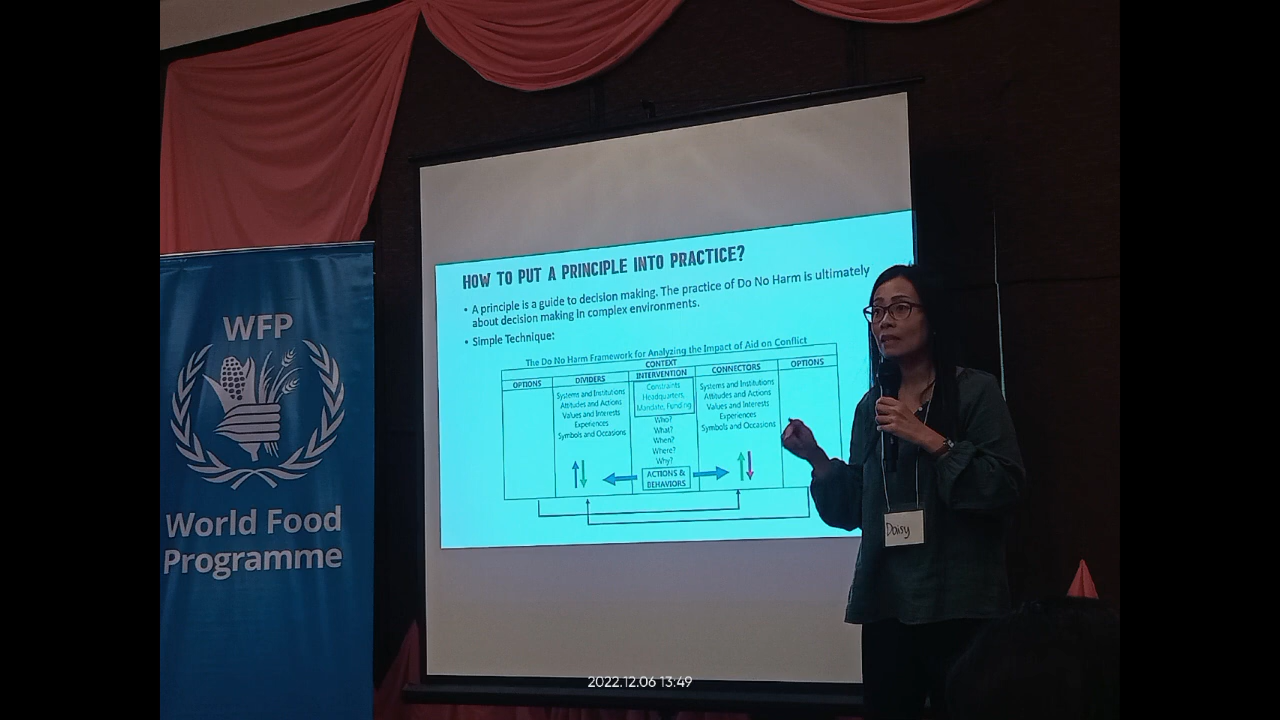 WFP
World Food
Programme
HOW TO PUT A PRINCIPLE INTO PRACTICE?
• A principle is a guide to decision making. The practice of Do No Harm is ultimately
about decision making in complex environments.
• Simple Technique:
The Do No Harm Framework for Analyzing the Impact of Aid on Conflict
CONTEXT
OPTIONS
DIVIDERS
INTERVENTION
CONNECTORS
OPTIONS
Systems and Institutions
Attitudes and Actions
Values and Interests
Experiences
Symbols and Occasions
Constraints
Headquarters,
Mandate, Funding
Who?
What?
When?
Where?
Why?
ACTIONS &
BEHAVIORS
Systems and Institutions
Attitudes and Actions
Values and Interests
Experiences
Symbols and Occasions
Daisy
2022.12.06 13:49